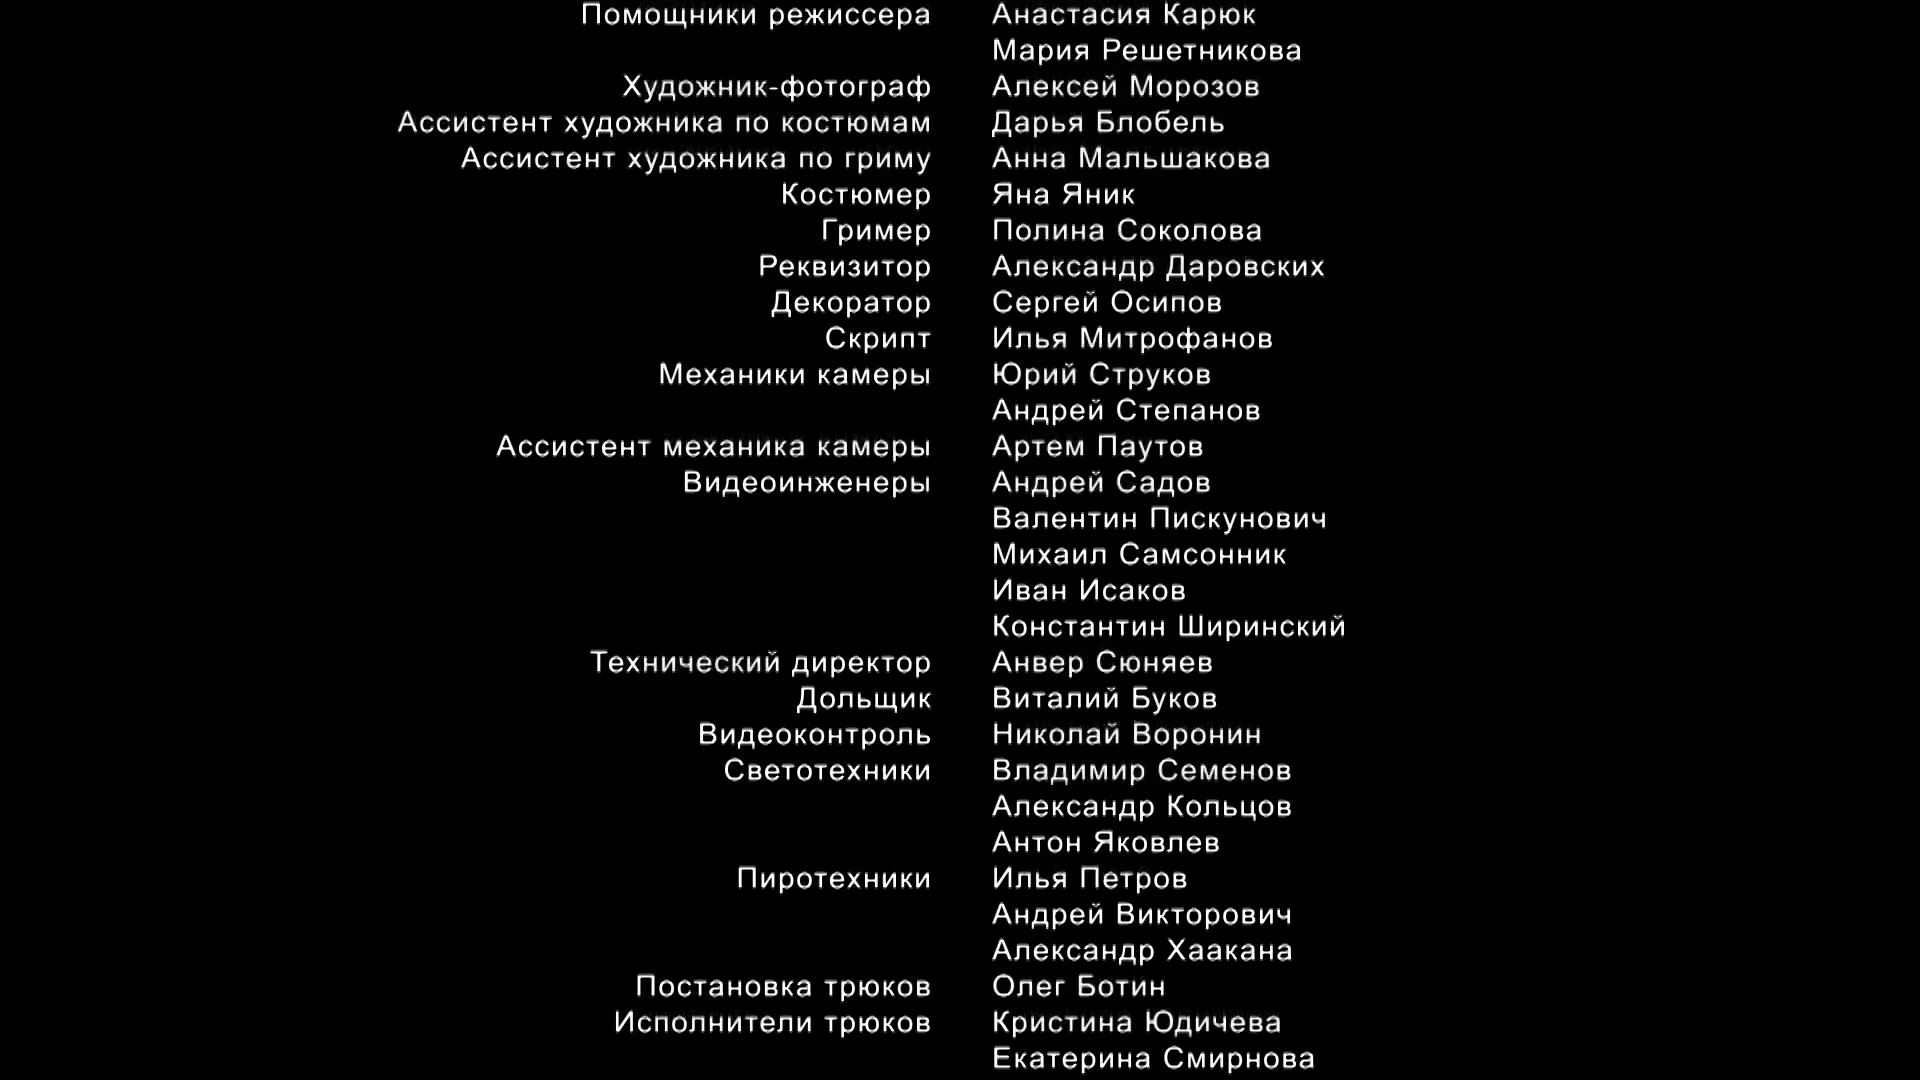 Помощники режиссера Анастасия Карюк
Мария Решетникова
Художник-фотограф Алексей Морозов
Ассистент художника по костюмам Дарья Блобель
Ассистент художника по гриму Анна Мальшакова
Костюмер Яна Яник
Гример Полина Соколова
Реквизитор Александр Даровских
Декоратор Сергей Осипов
Скрипт Илья Митрофанов
Механики камеры Юрий Струков
Андрей Степанов
Ассистент механика камеры Артем Паутов
Видеоинженеры Андрей Садов
Валентин Пискунович
Михаил Самсонник
Иван Исаков
Константин Ширинский
Технический директор Анвер Сюняев
Дольщик Виталий Буков
Видеоконтроль Николай Воронин
Светотехники Владимир Семенов
Александр Кольцов
Антон Яковлев
Пиротехники Илья Петров
Андрей Викторович
Александр Хаакана
Постановка трюков Олег Ботин
Исполнители трюков Кристина Юдичева
Екатерина Смирнова